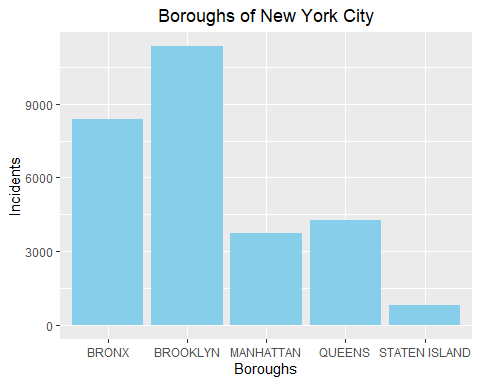 Boroughs of New York City
Incidents
9000
6000
3000
0
BRONX BROOKLYN MANHATTAN QUEENS STATEN ISLAND
Boroughs